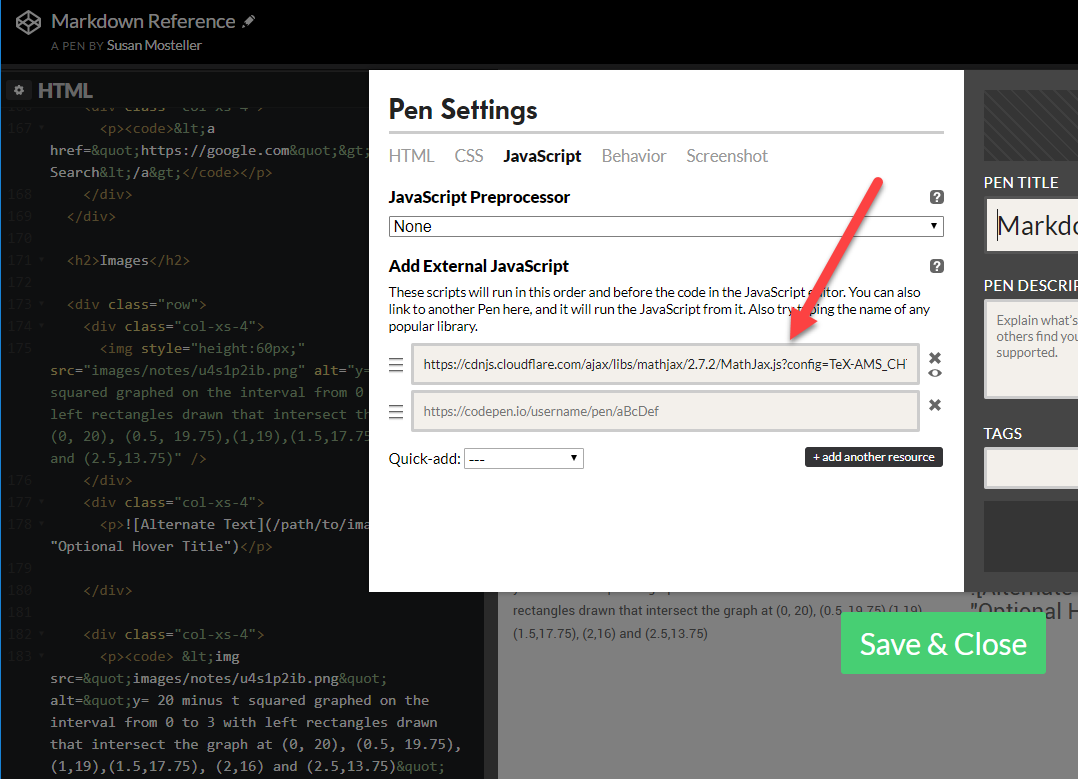 Markdown Reference
A PEN BY Susan Mosteller
HTML
166 <div class="col-xs-4">
167 <p><code>&lt;a
href=&quot;https://google.com&quot;&gt;
Search&lt;/a&gt;</code></p>
168 </div>
169 </div>
170
171 <h2>Images</h2>
172
173 <div class="row">
174 <div class="col-xs-4">
175 <img style="height:60px;"
src="images/notes/u4s1p2ib.png" alt="y=
squared graphed on the interval from 0
left rectangles drawn that intersect th
(0, 20), (0.5, 19.75),(1,19),(1.5,17.75
and (2.5,13.75)" />
176 </div>
177 <div class="col-xs-4">
178 <p>![Alternate Text](/path/to/ima
"Optional Hover Title")</p>
179
180 </div>
181
182 <div class="col-xs-4">
183 <p><code> &lt;img
src=&quot;images/notes/u4s1p2ib.png&quot;
alt=&quot;y= 20 minus t squared graphed on the
interval from 0 to 3 with left rectangles drawn
that intersect the graph at (0, 20), (0.5, 19.75),
(1,19),(1.5,17.75), (2,16) and (2.5,13.75)&quot;
Pen Settings
HTML CSS JavaScript Behavior Screenshot
JavaScript Preprocessor ?
None
Add External JavaScript ?
These scripts will run in this order and before the code in the JavaScript editor. You can also
link to another Pen here, and it will run the JavaScript from it. Also try typing the name of any
popular library.
https://cdnjs.cloudflare.com/ajax/libs/mathjax/2.7.2/MathJax.js?config=TeX-AMS_CH
https://codepen.io/username/pen/aBcDef
Quick-add: --- + add another resource
PEN TITLE
Markdo
PEN DESCRIP
Explain what's
others find you
supported.
TAGS
rectangles drawn that intersect the graph at (0, 20), (0.5, 19.75),(1,19),
(1.5,17.75), (2,16) and (2.5,13.75)
![Alternate
"Optional H
Save & Close